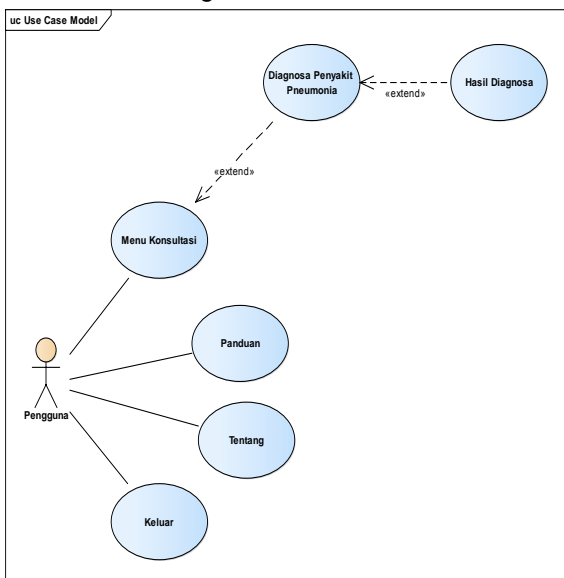 uc Use Case Model
Diagnosa Penyakit
Pneumonia
Hasil Diagnosa
«extend»
«extend»
Menu Konsultasi
Panduan
Pengguna
Tentang
Keluar